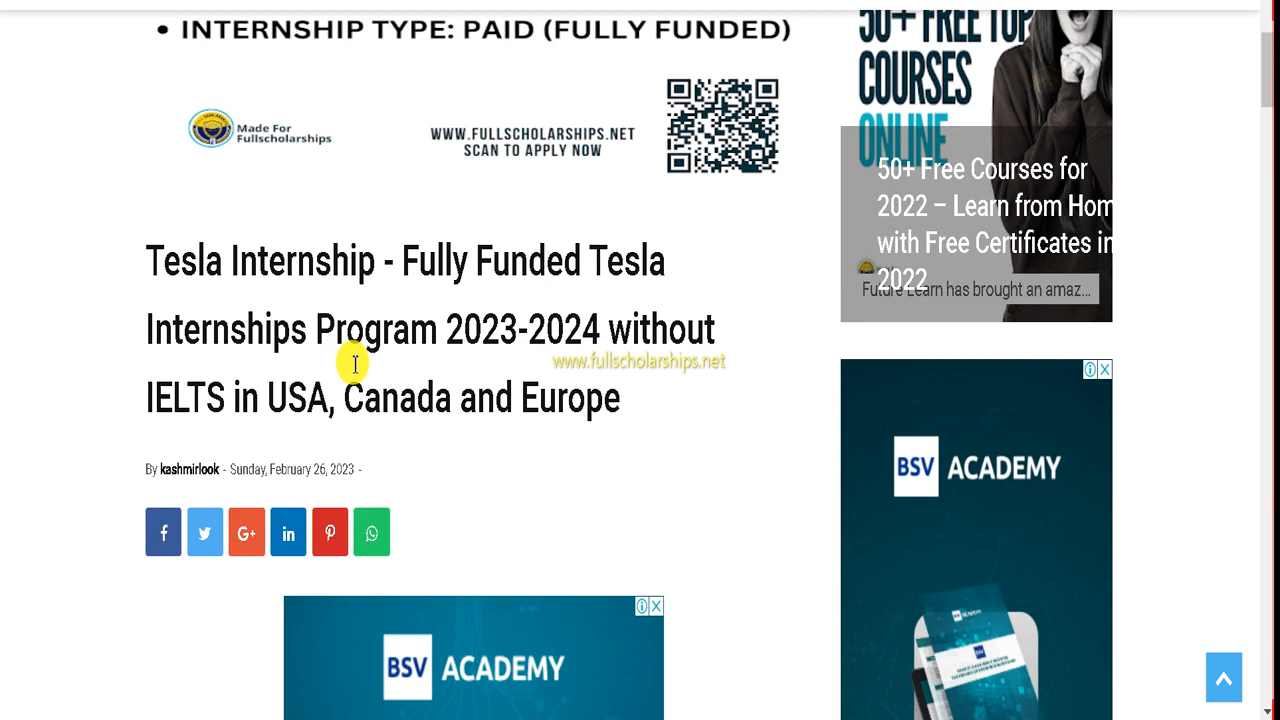 • INTERNSHIP TYPE: PAID (FULLY FUNDED)
Made For
Fullscholarships
WWW.FULLSCHOLARSHIPS.NET
SCAN TO APPLY NOW
Tesla Internship - Fully Funded Tesla
Internships Program 2023-2024 without
IELTS in USA, Canada and Europe
www.fullscholarships.net
By kashmirlook - Sunday, February 26, 2023 -
f
G+
in
BSV ACADEMY
50+ FREE TOP
COURSES
ONLINE
50+ Free Courses for
2022 – Learn from Hom
with Free Certificates in
2022
Future Learn has brought an amaz...
BSV ACADEMY